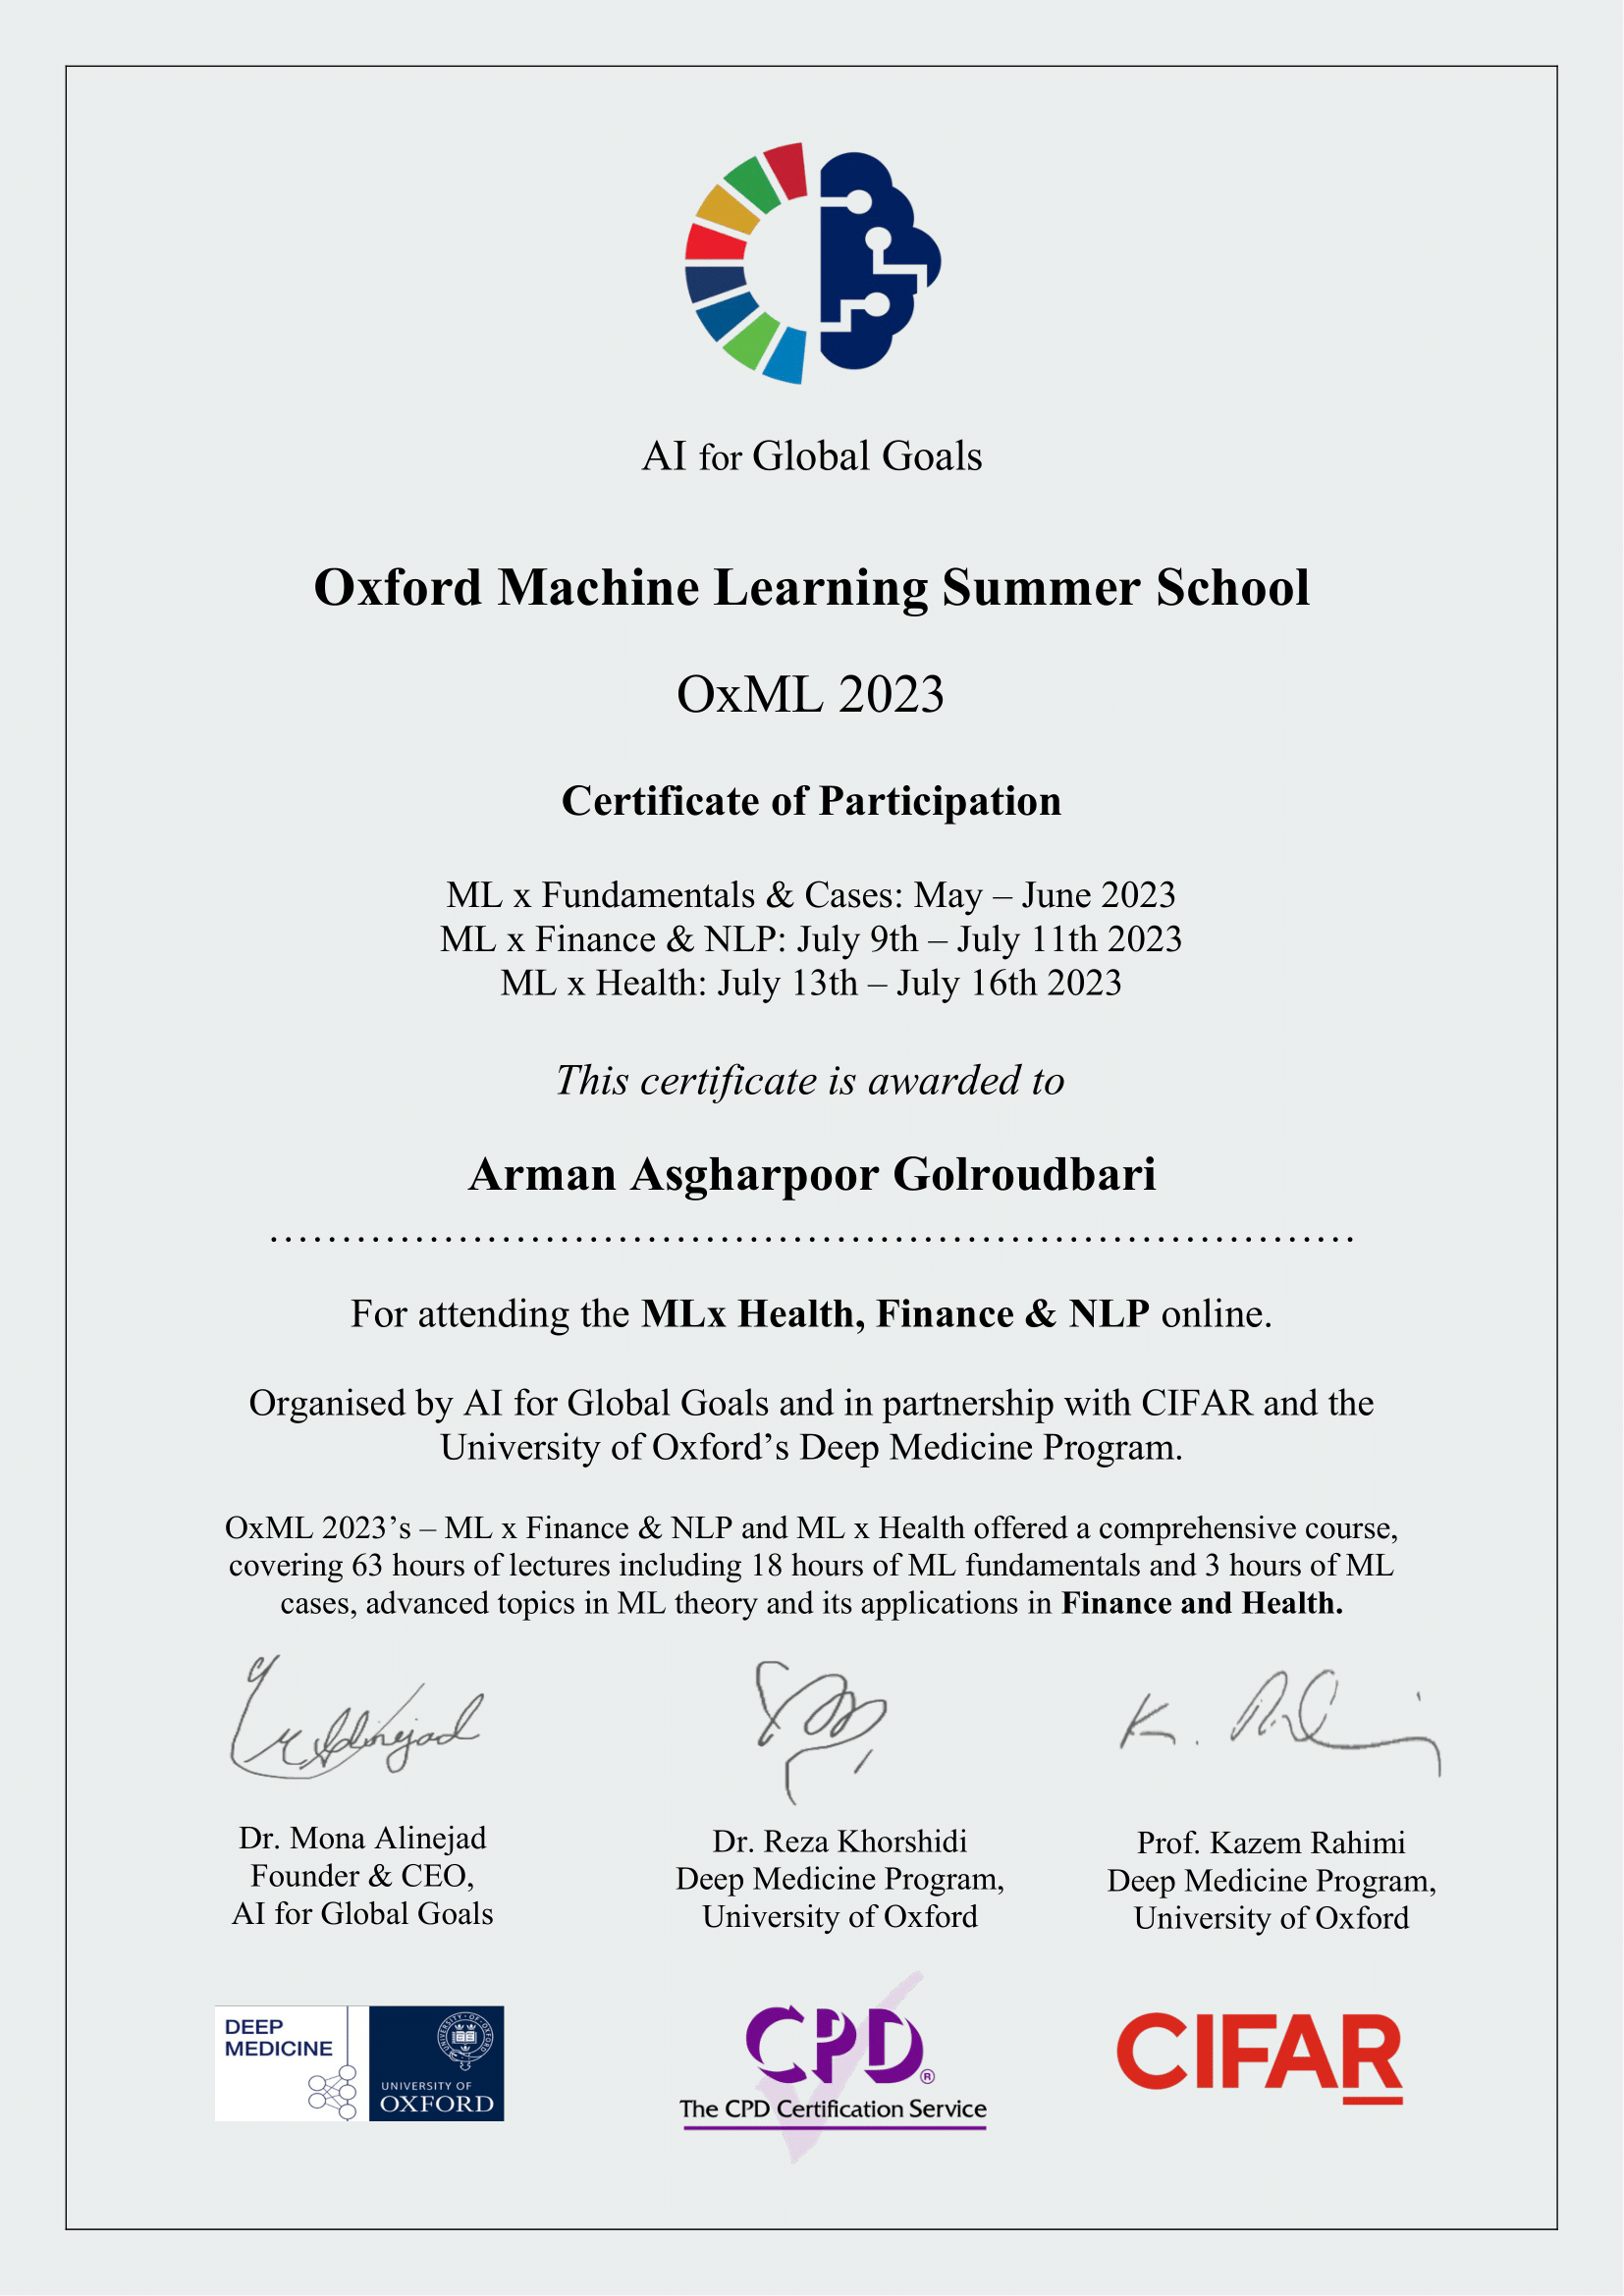 AI for Global Goals
Oxford Machine Learning Summer School
OxML 2023
Certificate of Participation
ML x Fundamentals & Cases: May – June 2023
ML x Finance & NLP: July 9th – July 11th 2023
ML x Health: July 13th – July 16th 2023
This certificate is awarded to
Arman Asgharpoor Golroudbari
For attending the MLx Health, Finance & NLP online.
Organised by AI for Global Goals and in partnership with CIFAR and the
University of Oxford’s Deep Medicine Program.
OxML 2023’s – ML x Finance & NLP and ML x Health offered a comprehensive course,
covering 63 hours of lectures including 18 hours of ML fundamentals and 3 hours of ML
cases, advanced topics in ML theory and its applications in Finance and Health.
Dr. Mona Alinejad
Founder & CEO,
AI for Global Goals
Dr. Reza Khorshidi
Deep Medicine Program,
University of Oxford
Prof. Kazem Rahimi
Deep Medicine Program,
University of Oxford
DEEP
MEDICINE
UNIVERSITY OF
OXFORD
CPD®
The CPD Certification Service
CIFAR